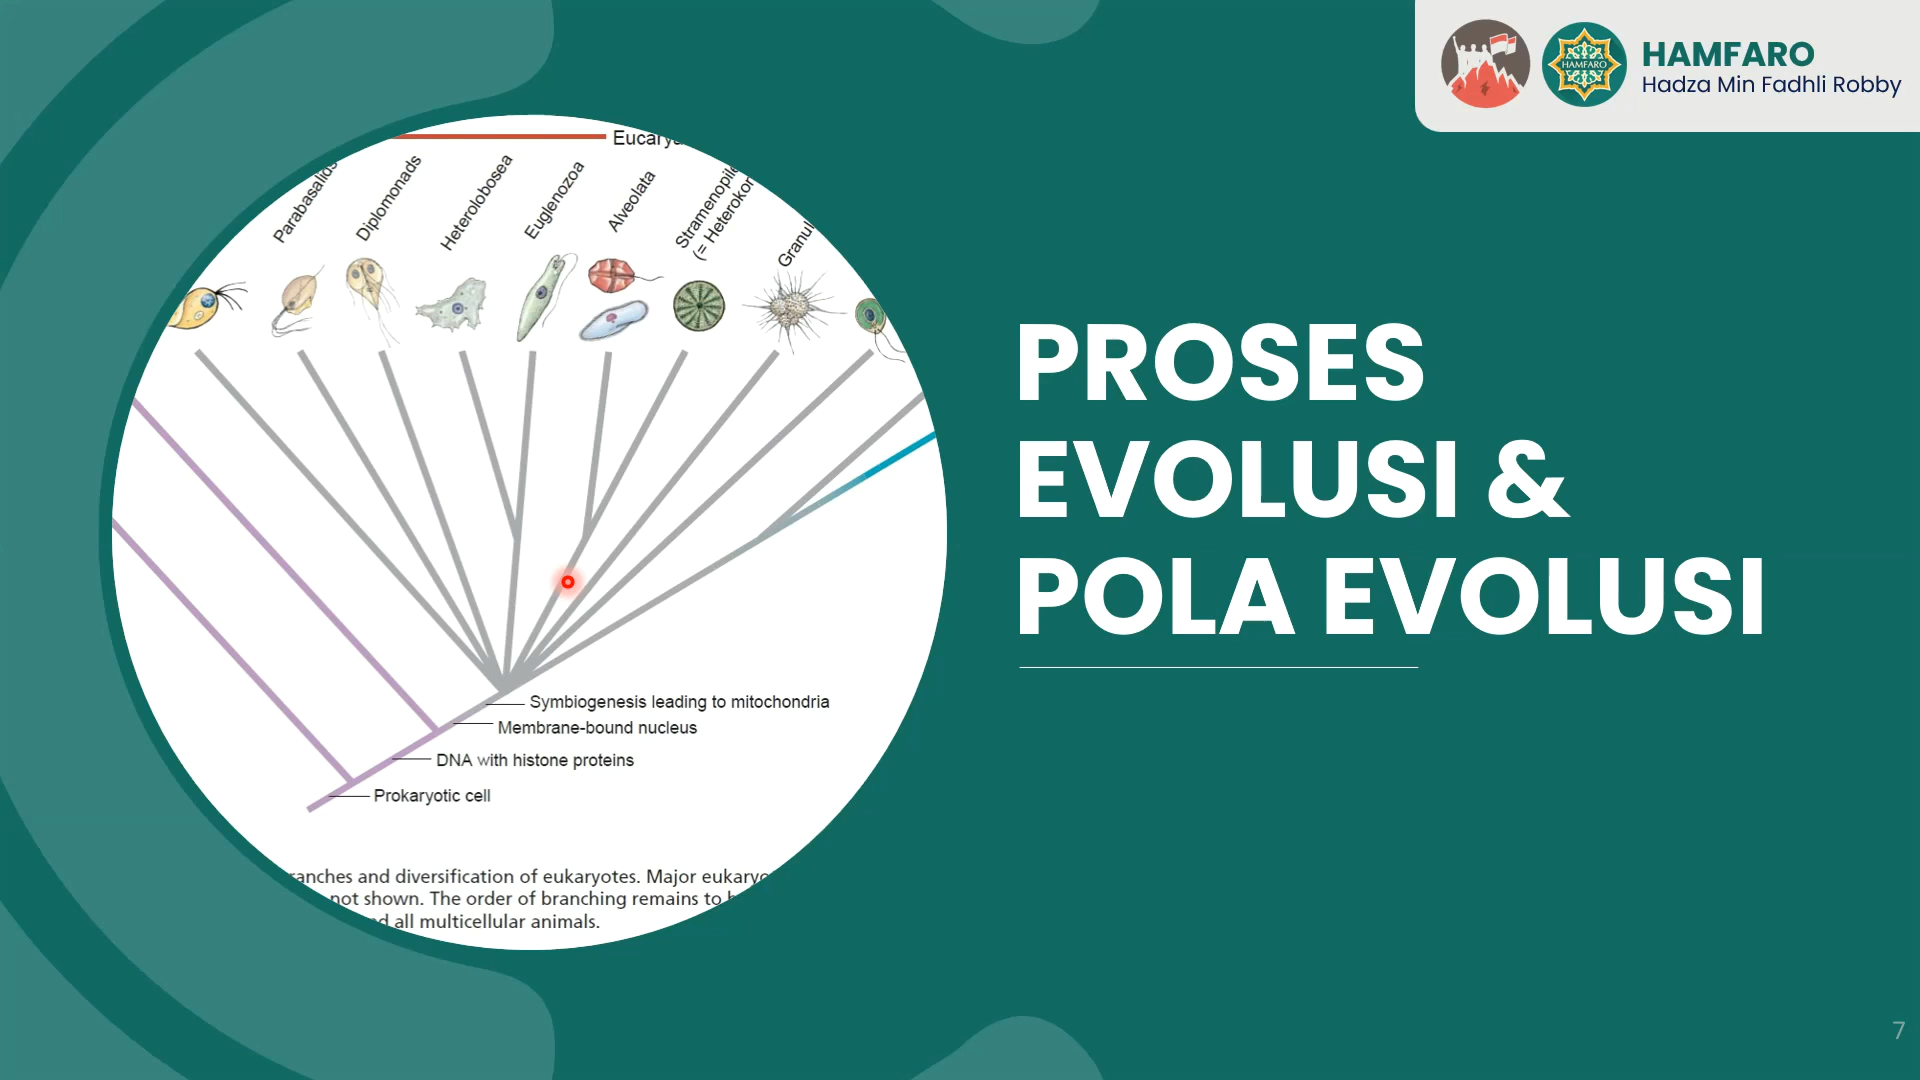 HAMFARO
HAMFARO
Hadza Min Fadhli Robby
Parabasalids
Diplomonads
Heterolobosea
Euglenozoa
Alveolata
Symbiogenesis leading to mitochondria
Membrane-bound nucleus
DNA with histone proteins
Prokaryotic cell
ranches and diversification of eukaryotes. Major eukaryo
not shown. The order of branching remains to b
d all multicellular animals.
PROSES
EVOLUSI &
POLA EVOLUSI
7